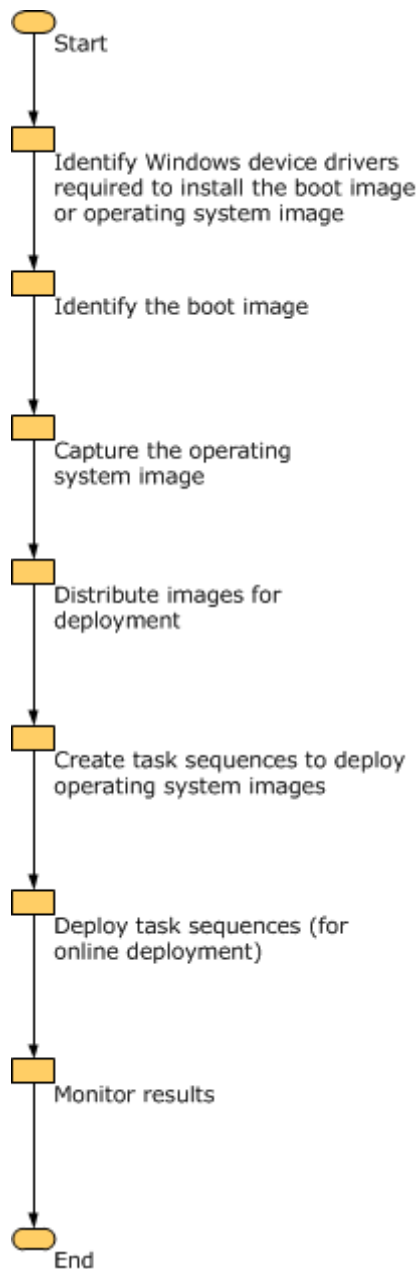 Start
Identify Windows device drivers
required to install the boot image
or operating system image
Identify the boot image
Capture the operating
system image
Distribute images for
deployment
Create task sequences to deploy
operating system images
Deploy task sequences (for
online deployment)
Monitor results
End